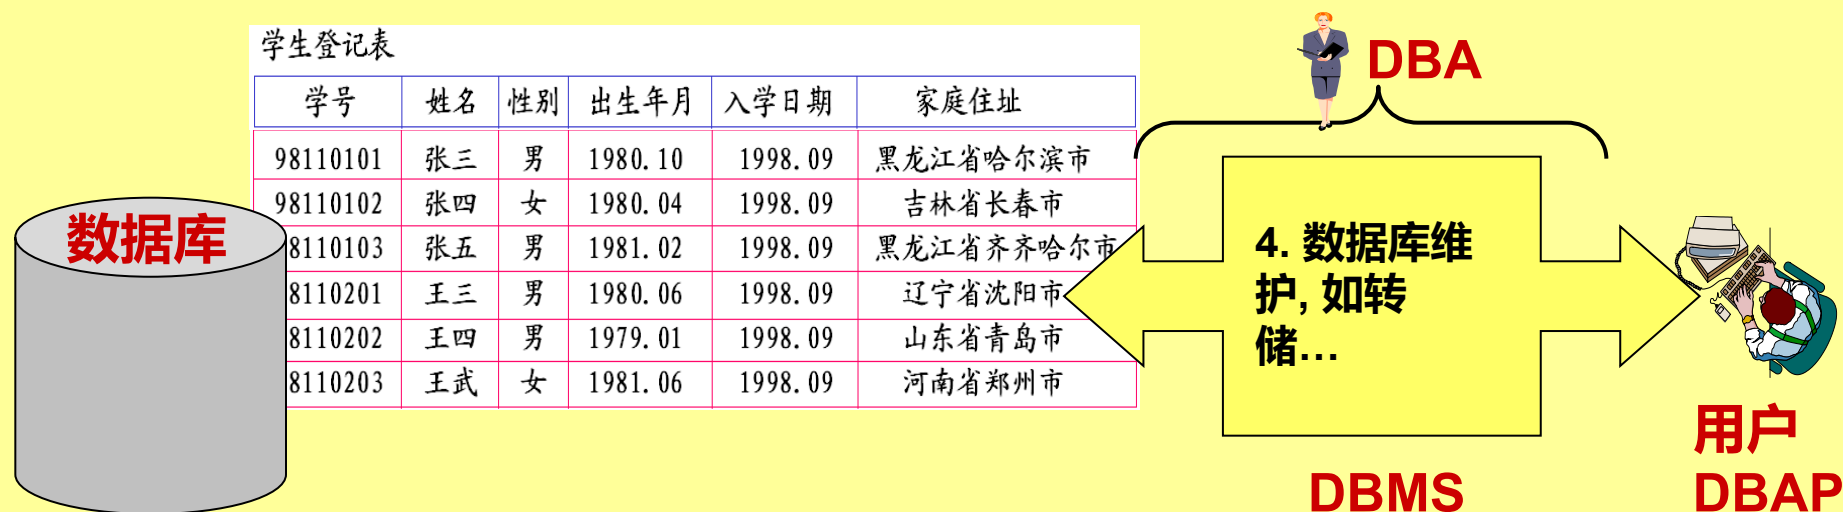 学生登记表
DBA
学号 姓名 性别 出生年月 入学日期 家庭住址
98110101 张三 男 1980.10 1998.09 黑龙江省哈尔滨市
98110102 张四 女 1980.04 1998.09 吉林省长春市
数据库
8110103 张五 男 1981.02 1998.09 黑龙江省齐齐哈尔市
8110201 王三 男 1980.06 1998.09 辽宁省沈阳市
8110202 王四 男 1979.01 1998.09 山东省青岛市
8110203 王武 女 1981.06 1998.09 河南省郑州市
4. 数据库维
护, 如转
储...
用户
DBMS
DBAP